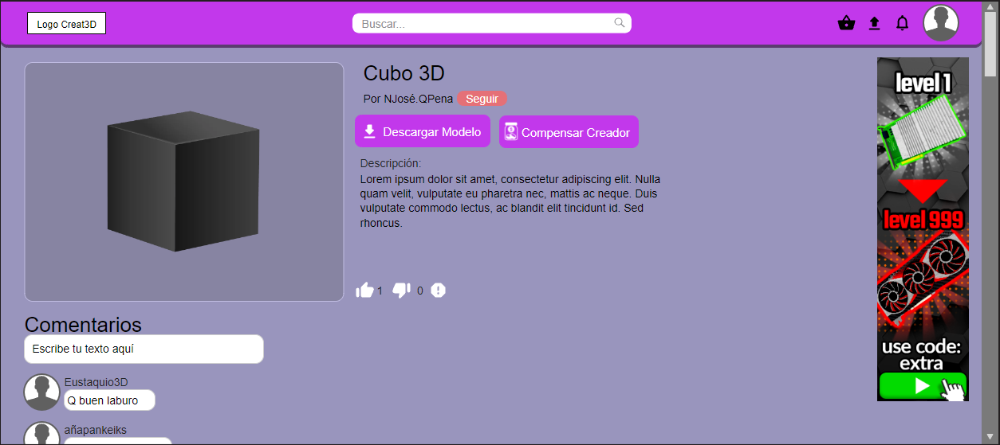 Logo Creat3D
Buscar...
Cubo 3D
Por NJosé.QPena Seguir
Descargar Modelo
Compensar Creador
Descripción:
Lorem ipsum dolor sit amet, consectetur adipiscing elit. Nulla
quam velit, vulputate eu pharetra nec, mattis ac neque. Duis
vulputate commodo lectus, ac blandit elit tincidunt id. Sed
rhoncus.
1
0
Comentarios
Escribe tu texto aquí
Eustaquio3D
Q buen laburo
añapankeiks
level 1
level 999
use code:
extra